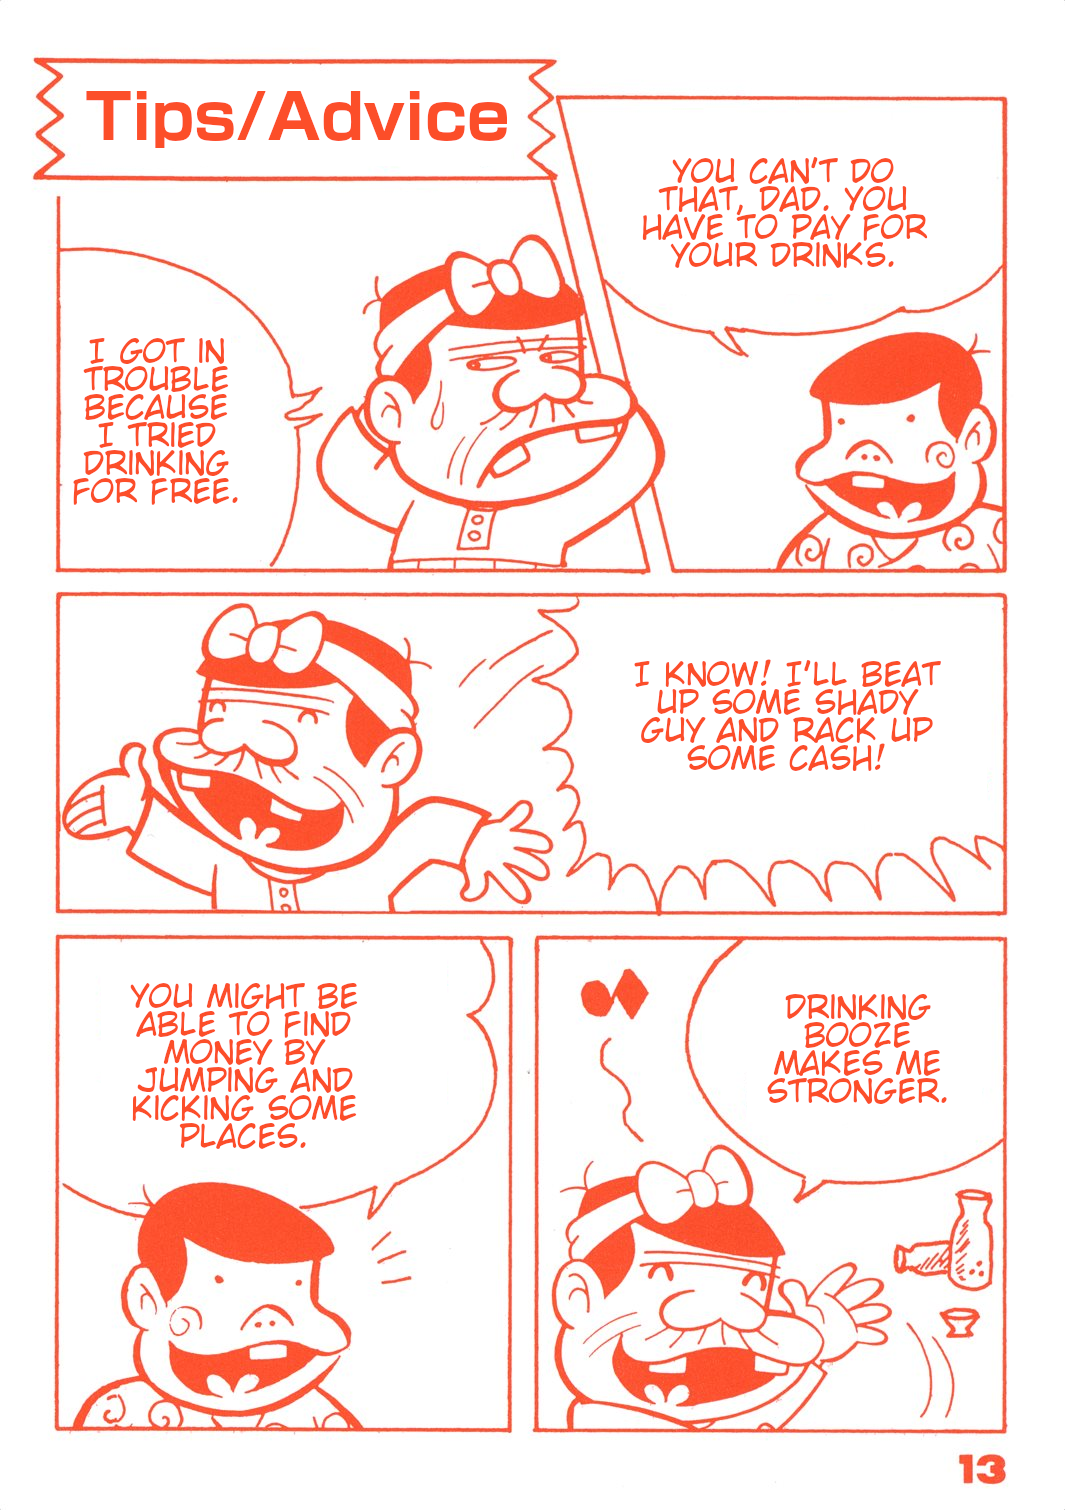 Tips/Advice
I GOT IN
TROUBLE
BECAUSE
I TRIED
DRINKING
FOR FREE.
YOU CAN'T DO
THAT, DAD. YOU
HAVE TO PAY FOR
YOUR DRINKS.
I KNOW! I'LL BEAT
UP SOME SHADY
GUY AND RACK UP
SOME CASH!
YOU MIGHT BE
ABLE TO FIND
MONEY BY
JUMPING AND
KICKING SOME
PLACES.
DRINKING
BOOZE
MAKES ME
STRONGER.
13